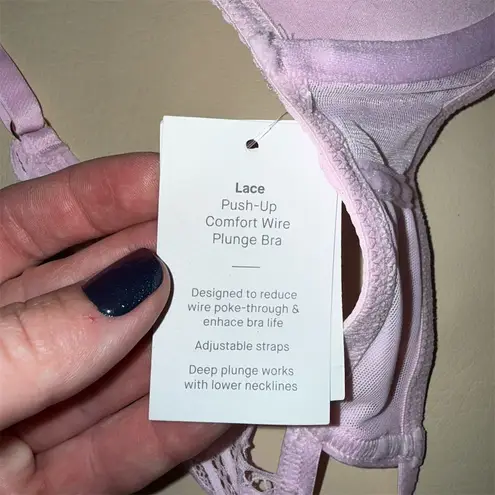 Lace
Push-Up
Comfort Wire
Plunge Bra
Designed to reduce
wire poke-through &
enhace bra life
Adjustable straps
Deep plunge works
with lower necklines